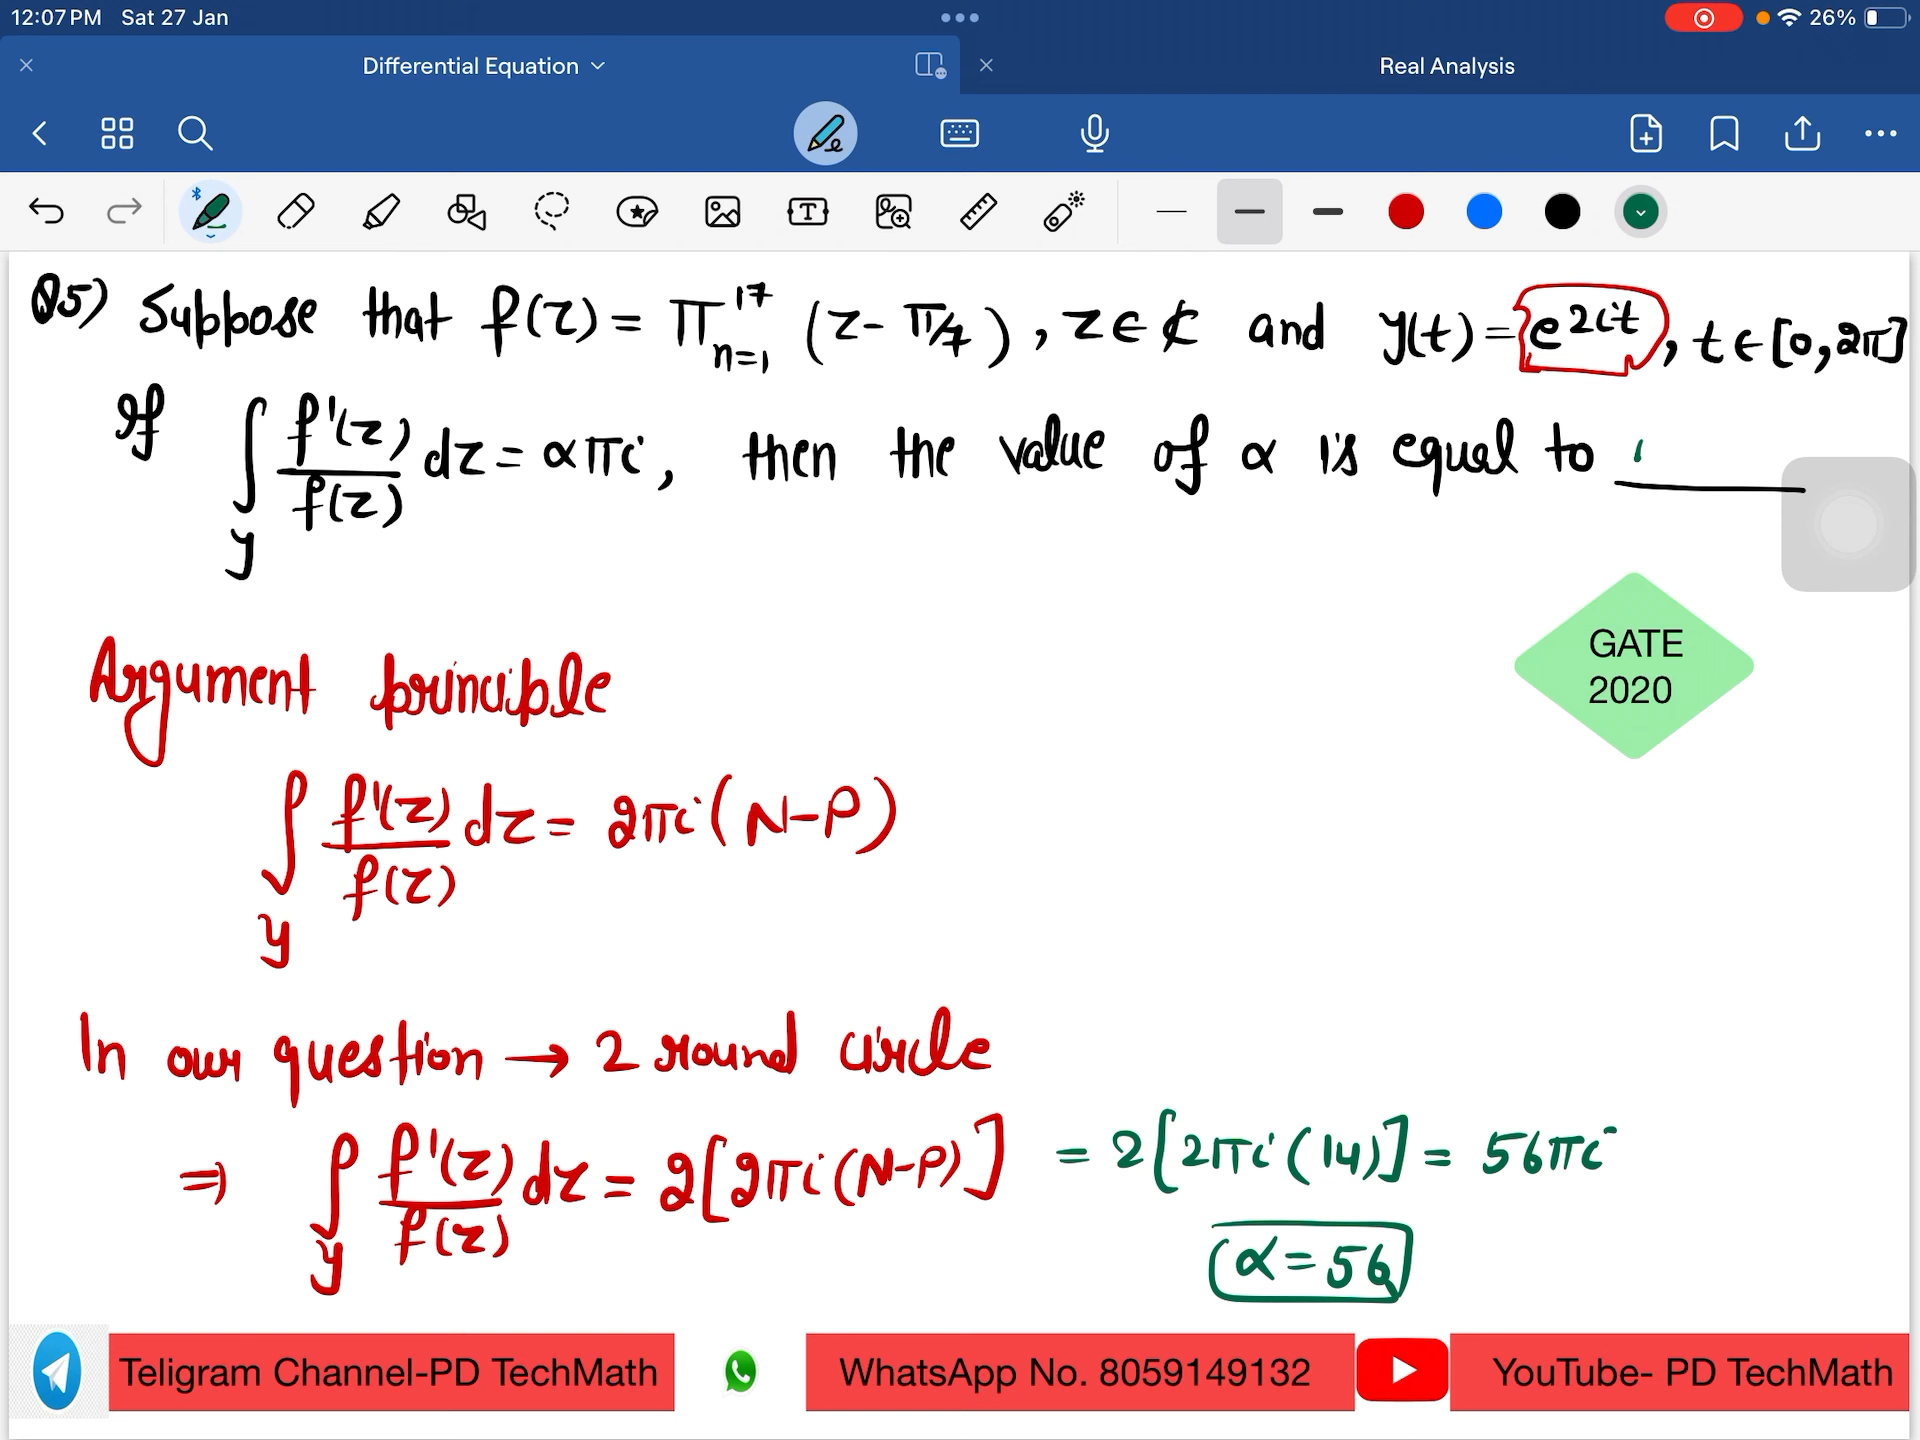 12:07 PM Sat 27 Jan 26%
Differential Equation Real Analysis
Q5) Suppose that f(z) = Π_{n=1}^{17} (z - π/7), z ∈ ℂ and γ(t) = e^{2it}, t ∈ [0, 2π]
If ∫_γ f'(z)/f(z) dz = απi, then the value of α is equal to ______
GATE
2020
Argument principle
∫_γ f'(z)/f(z) dz = 2πi (N-P)
In our question → 2 round circle
⇒ ∫_γ f'(z)/f(z) dz = 2[2πi (N-P)] = 2[2πi (14)] = 56πi
α = 56
Teligram Channel-PD TechMath WhatsApp No. 8059149132 YouTube- PD TechMath